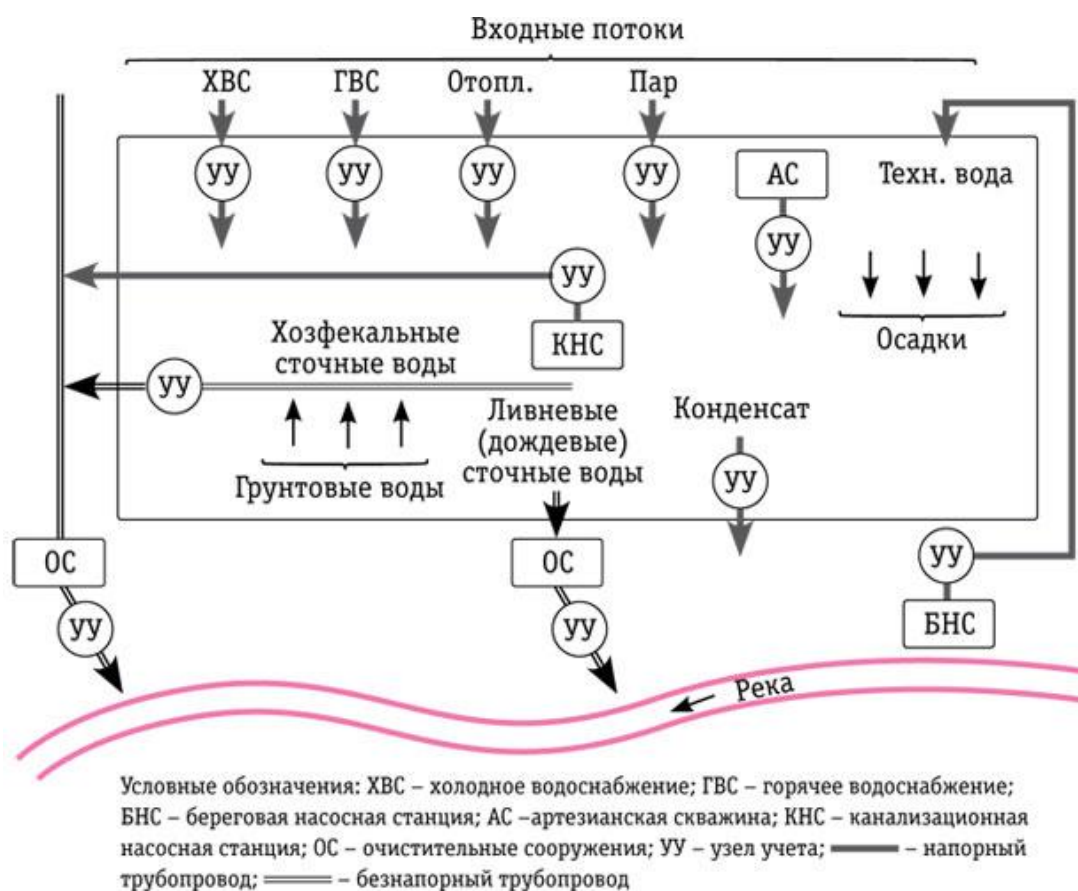 Входные потоки
ХВС ГВС Отопл. Пар
УУ УУ УУ УУ АС Техн. вода
УУ
УУ
КНС
Осадки
Хозфекальные
сточные воды
УУ
Ливневые
(дождевые)
сточные воды
Конденсат
Грунтовые воды
УУ
ОС ОС УУ
УУ УУ БНС
Река
Условные обозначения: ХВС – холодное водоснабжение; ГВС – горячее водоснабжение;
БНС – береговая насосная станция; АС –артезианская скважина; КНС – канализационная
насосная станция; ОС – очистительные сооружения; УУ – узел учета; – напорный
трубопровод; – безнапорный трубопровод